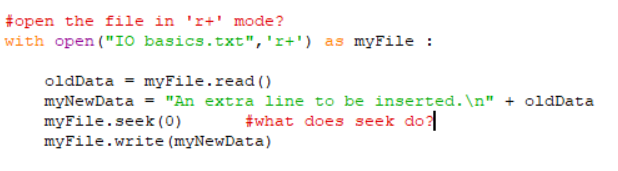 #open the file in 'r+' mode?
with open("IO basics.txt",'r+') as myFile :
    oldData = myFile.read()
    myNewData = "An extra line to be inserted.\n" + oldData
    myFile.seek(0)      #what does seek do?
    myFile.write(myNewData)